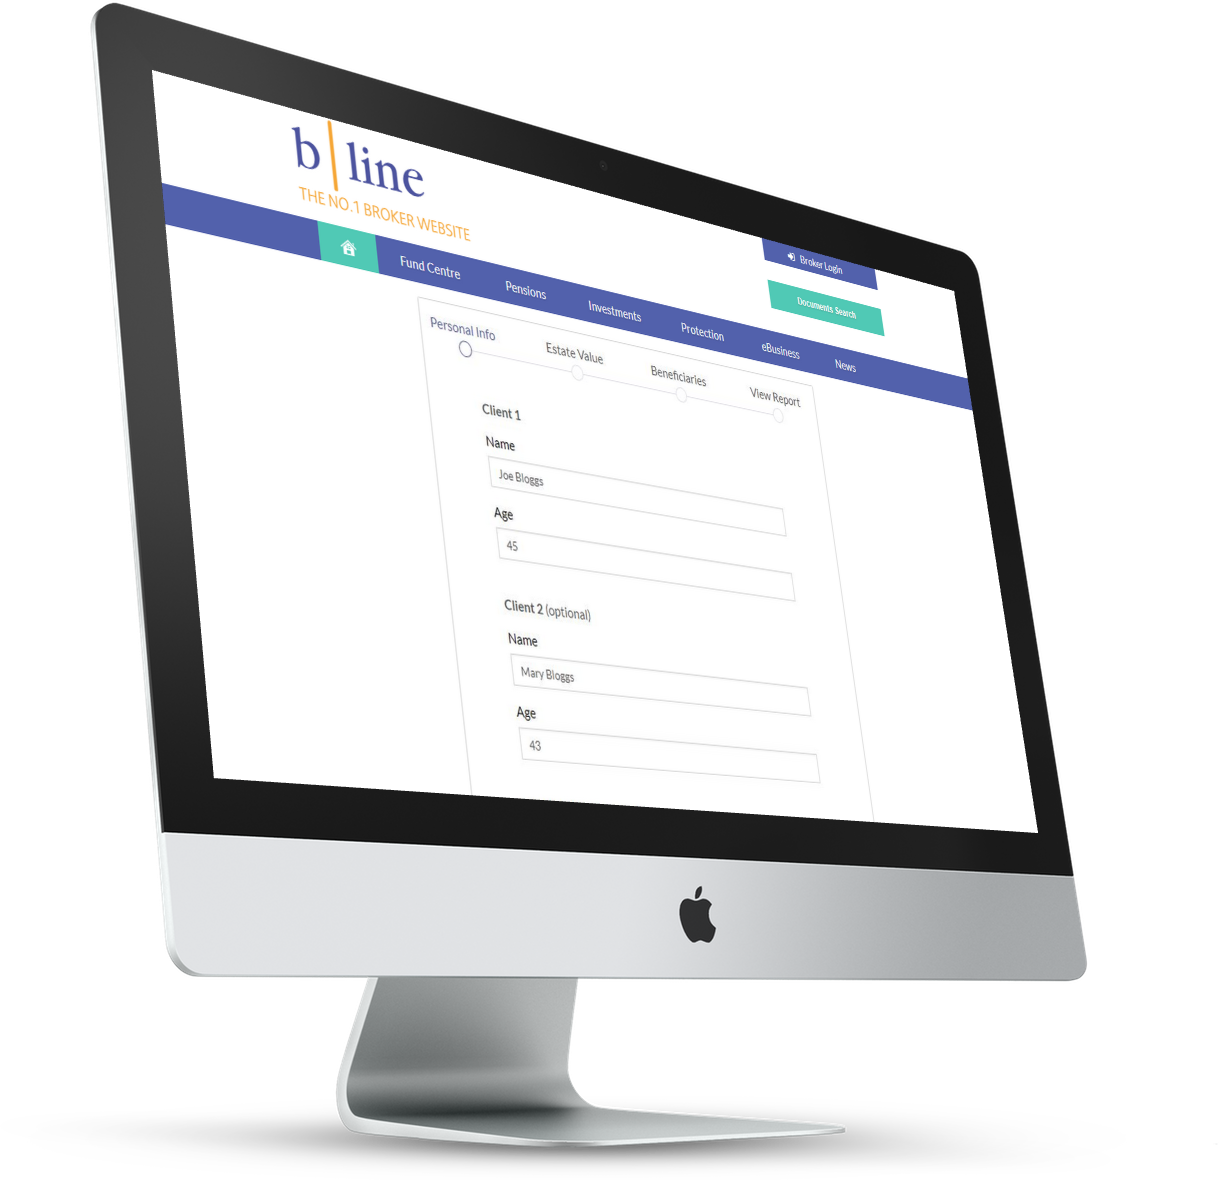 b|line
THE NO.1 BROKER WEBSITE
Broker Login
Documents Search
Fund Centre
Pensions
Investments
Protection
eBusiness
News
Personal Info
Estate Value
Beneficiaries
View Report
Client 1
Name
Joe Bloggs
Age
45
Client 2 (optional)
Name
Mary Bloggs
Age
43